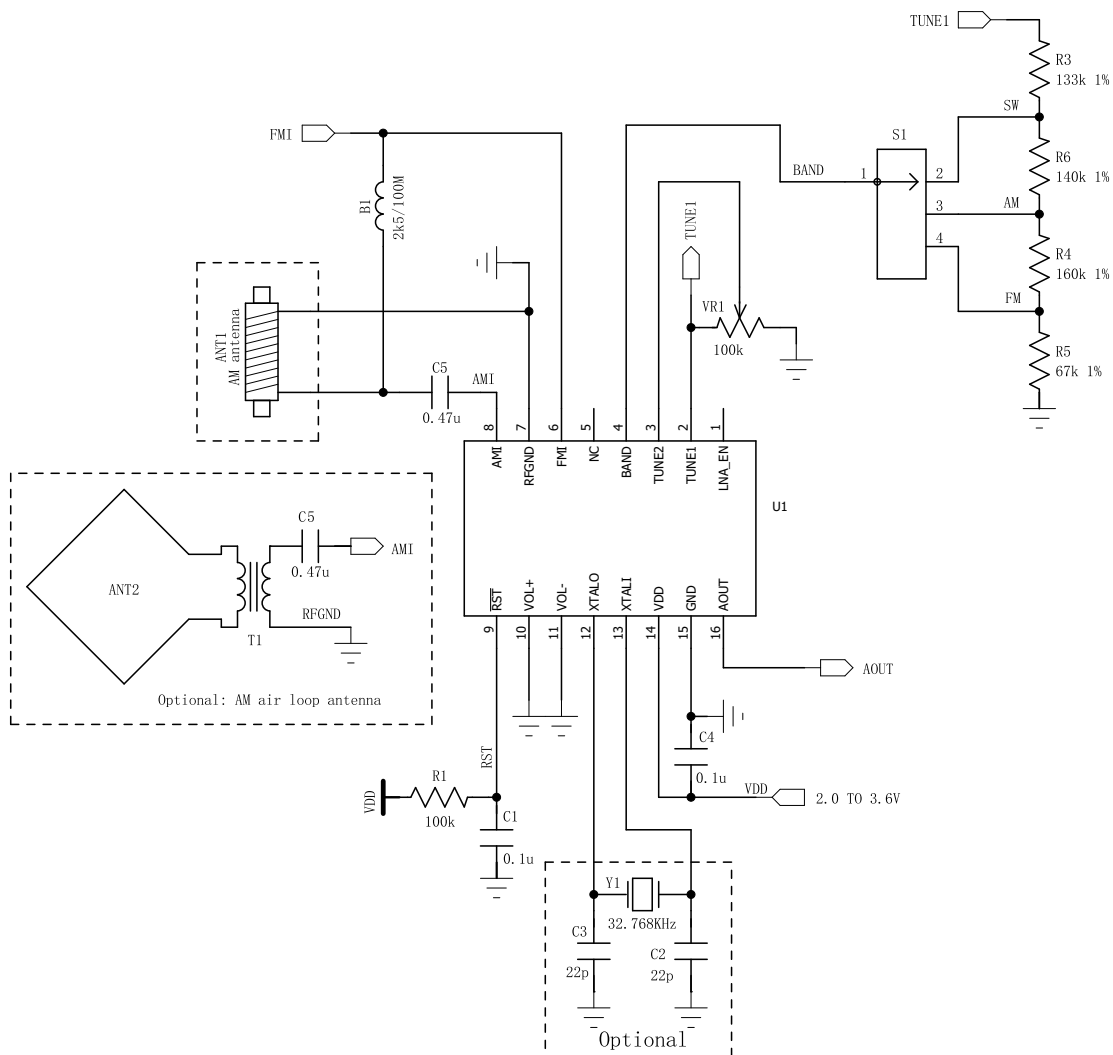 TUNE1
R3
133k 1%
SW
FMI
S1
R6
140k 1%
BAND
1
2
B1
2k5/100M
TUNE1
3
AM
4
R4
160k 1%
FM
VR1
100k
R5
67k 1%
ANT1
AM antenna
C5
0.47u
AMI
8
7
6
5
4
3
2
1
AMI
RFGND
FMI
NC
BAND
TUNE2
TUNE1
LNA_EN
U1
C5
0.47u
AMI
ANT2
RFGND
T1
Optional: AM air loop antenna
RST
VOL+
VOL-
XTALO
XTALI
VDD
GND
AOUT
9
10
11
12
13
14
15
16
AOUT
RST
C4
0.1u
VDD
R1
100k
VDD
2.0 TO 3.6V
C1
0.1u
Y1
32.768KHz
C3
22p
C2
22p
Optional